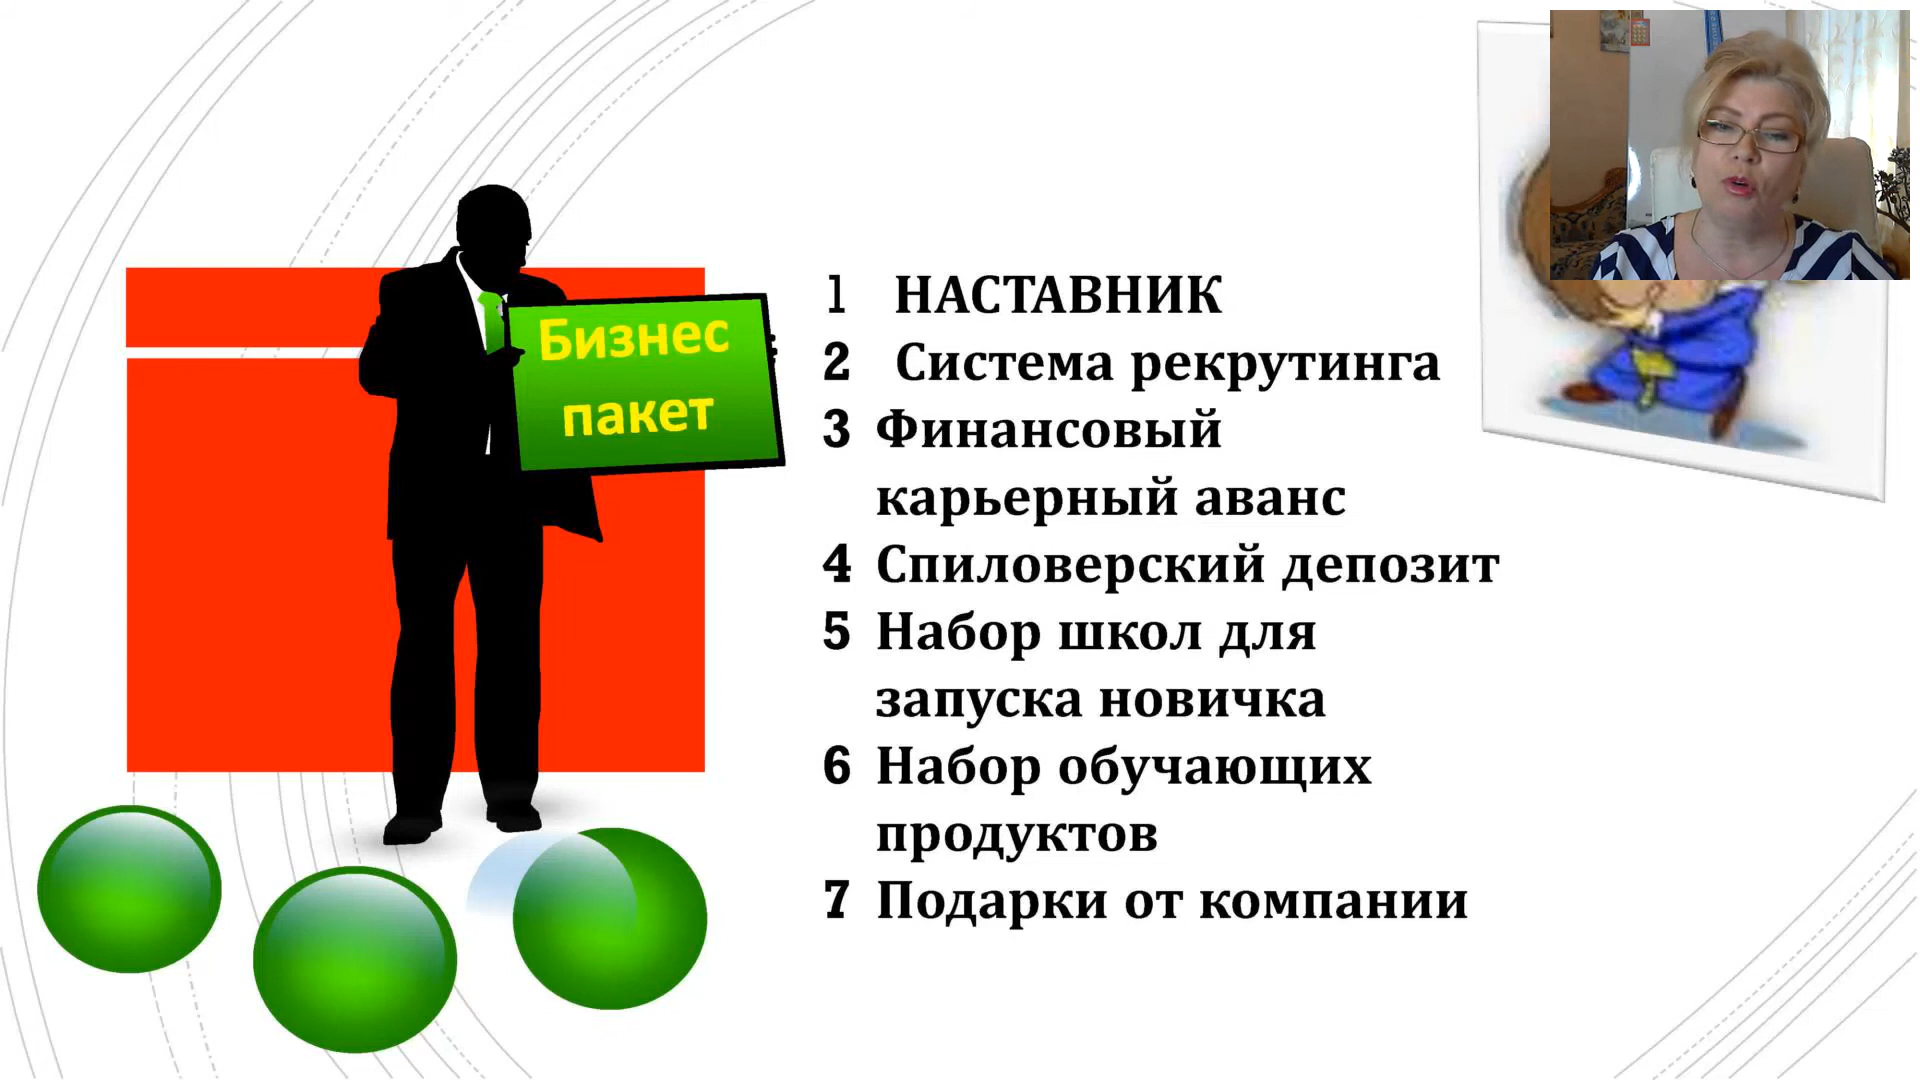 Бизнес
пакет
1 НАСТАВНИК
2 Система рекрутинга
3 Финансовый
карьерный аванс
4 Спиловерский депозит
5 Набор школ для
запуска новичка
6 Набор обучающих
продуктов
7 Подарки от компании